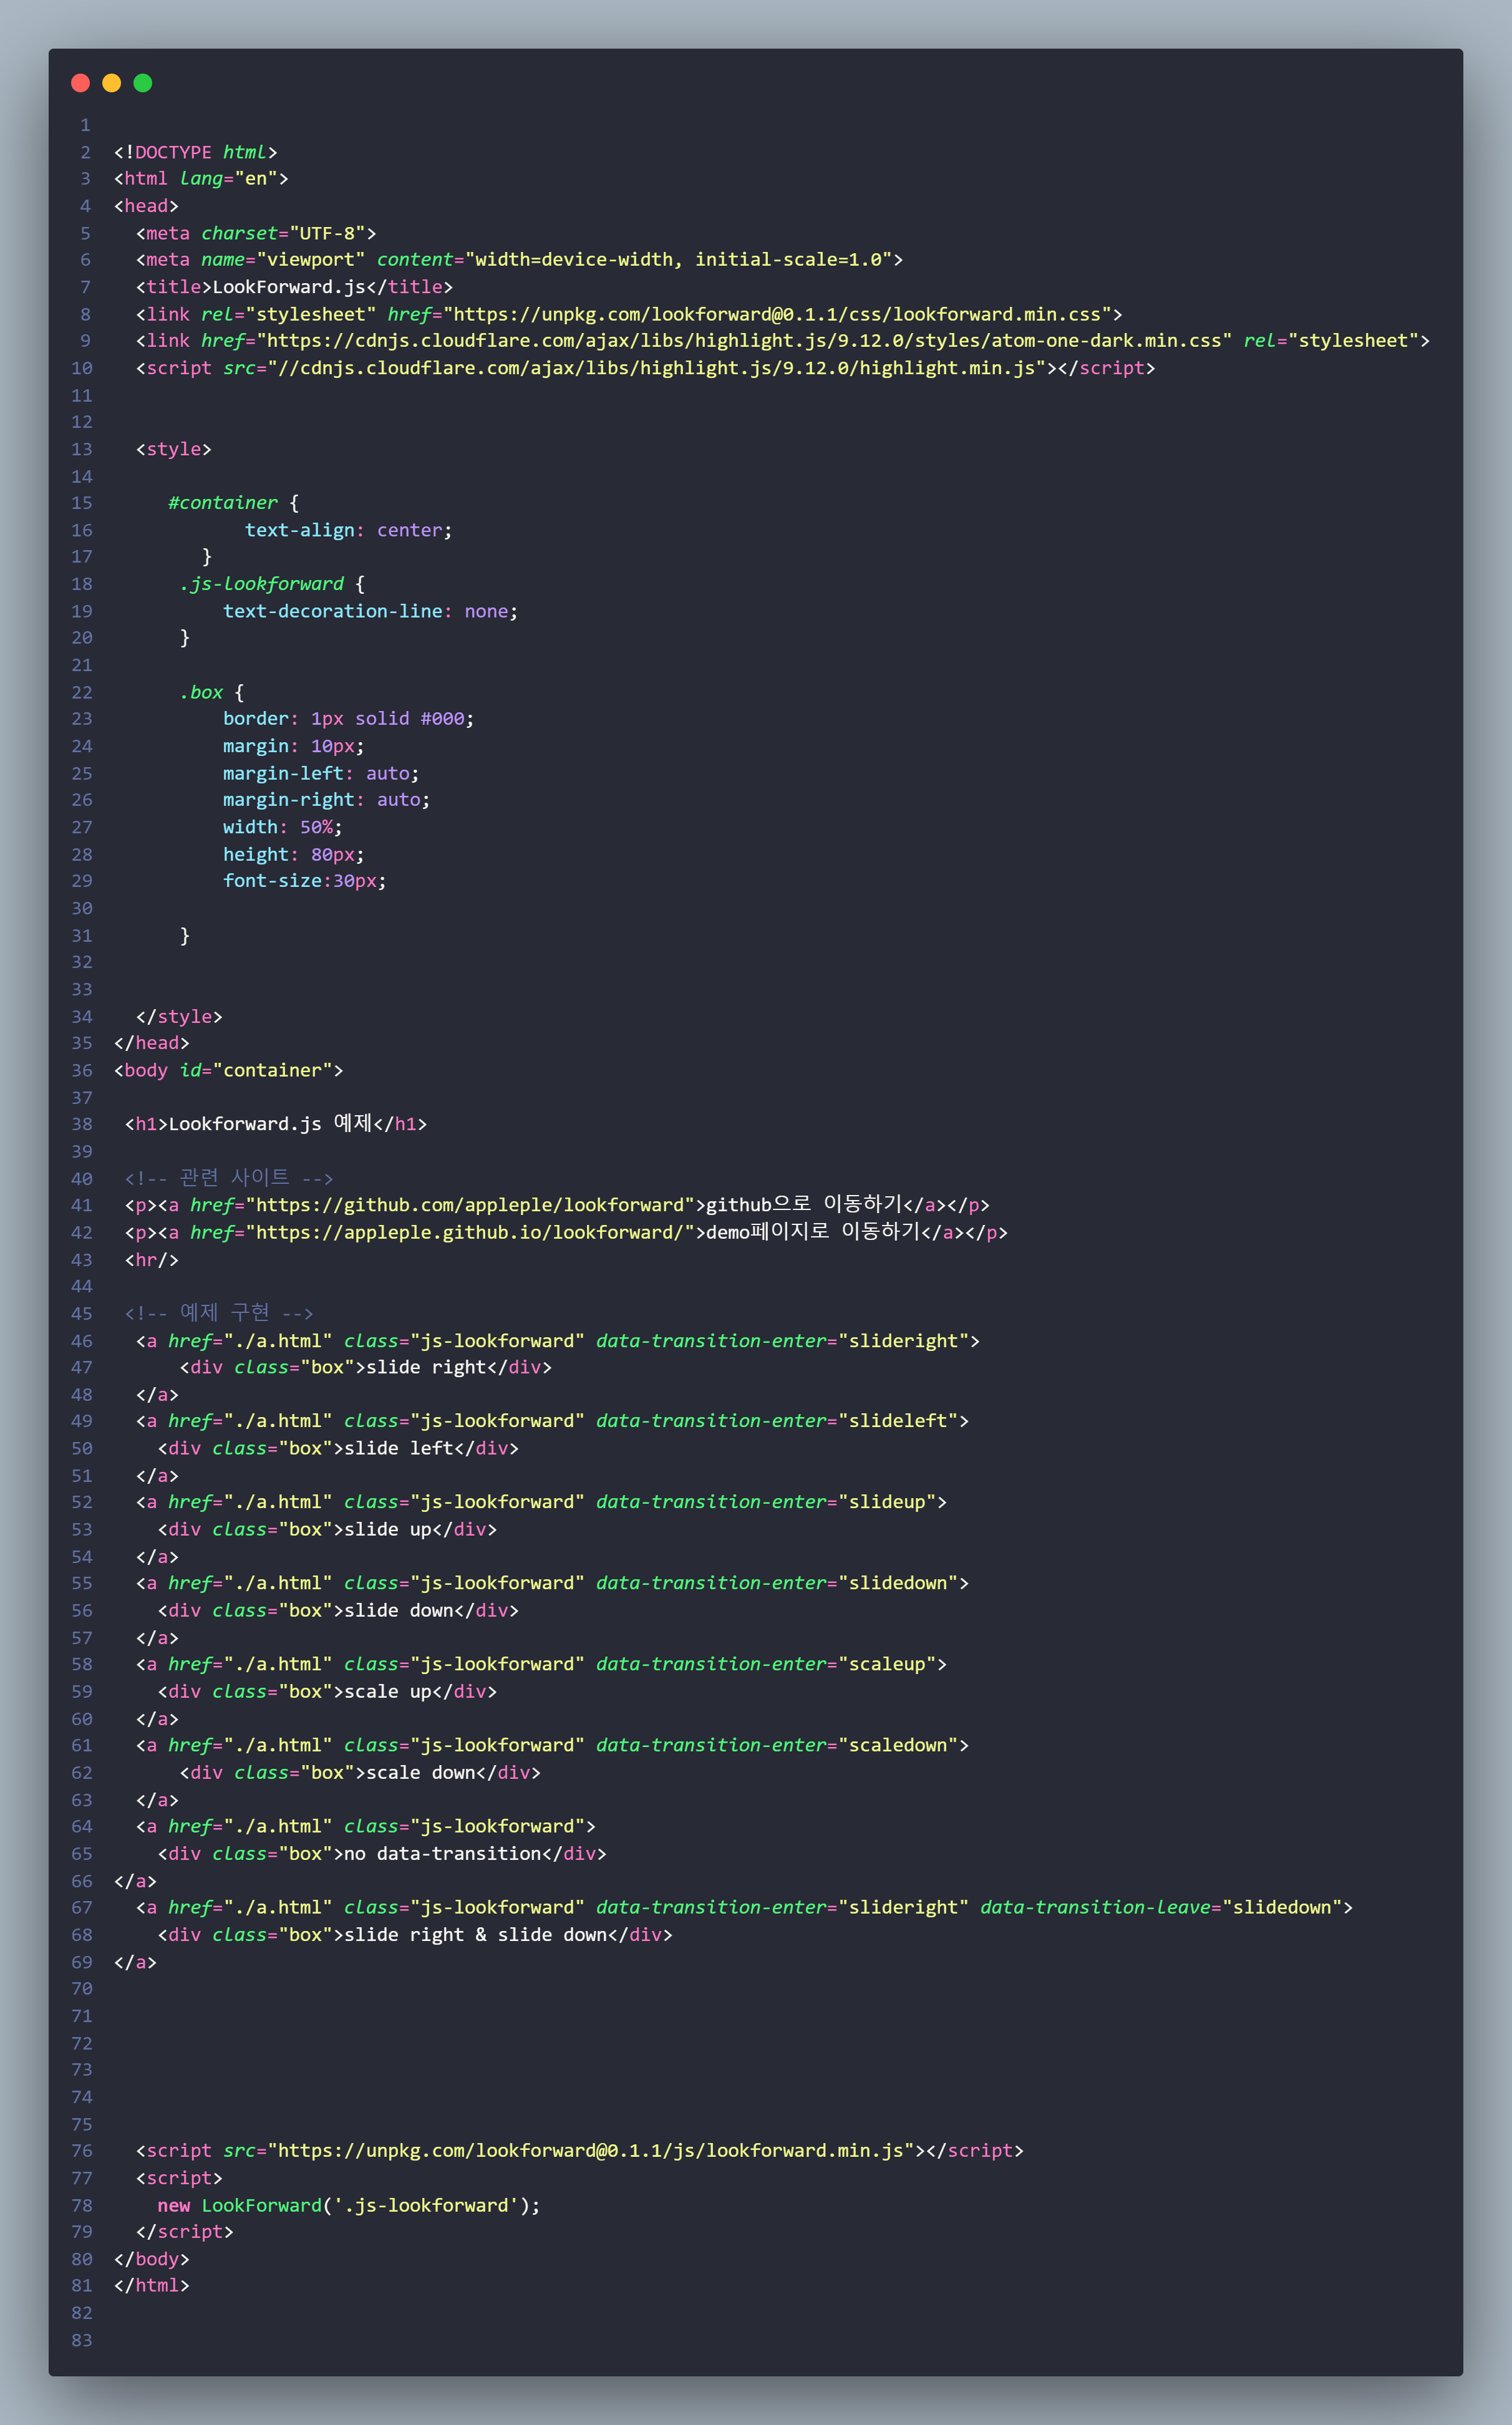 1
2 <!DOCTYPE html>
3 <html lang="en">
4 <head>
5   <meta charset="UTF-8">
6   <meta name="viewport" content="width=device-width, initial-scale=1.0">
7   <title>LookForward.js</title>
8   <link rel="stylesheet" href="https://unpkg.com/lookforward@0.1.1/css/lookforward.min.css">
9   <link href="https://cdnjs.cloudflare.com/ajax/libs/highlight.js/9.12.0/styles/atom-one-dark.min.css" rel="stylesheet">
10   <script src="//cdnjs.cloudflare.com/ajax/libs/highlight.js/9.12.0/highlight.min.js"></script>
11
12
13   <style>
14
15      #container {
16             text-align: center;
17         }
18       .js-lookforward {
19           text-decoration-line: none;
20       }
21
22       .box {
23           border: 1px solid #000;
24           margin: 10px;
25           margin-left: auto;
26           margin-right: auto;
27           width: 50%;
28           height: 80px;
29           font-size:30px;
30
31       }
32
33
34   </style>
35 </head>
36 <body id="container">
37
38  <h1>Lookforward.js 예제</h1>
39
40  <!-- 관련 사이트 -->
41  <p><a href="https://github.com/appleple/lookforward">github으로 이동하기</a></p>
42  <p><a href="https://appleple.github.io/lookforward/">demo페이지로 이동하기</a></p>
43  <hr/>
44
45  <!-- 예제 구현 -->
46   <a href="./a.html" class="js-lookforward" data-transition-enter="slideright">
47       <div class="box">slide right</div>
48   </a>
49   <a href="./a.html" class="js-lookforward" data-transition-enter="slideleft">
50     <div class="box">slide left</div>
51   </a>
52   <a href="./a.html" class="js-lookforward" data-transition-enter="slideup">
53     <div class="box">slide up</div>
54   </a>
55   <a href="./a.html" class="js-lookforward" data-transition-enter="slidedown">
56     <div class="box">slide down</div>
57   </a>
58   <a href="./a.html" class="js-lookforward" data-transition-enter="scaleup">
59     <div class="box">scale up</div>
60   </a>
61   <a href="./a.html" class="js-lookforward" data-transition-enter="scaledown">
62       <div class="box">scale down</div>
63   </a>
64   <a href="./a.html" class="js-lookforward">
65     <div class="box">no data-transition</div>
66 </a>
67   <a href="./a.html" class="js-lookforward" data-transition-enter="slideright" data-transition-leave="slidedown">
68     <div class="box">slide right & slide down</div>
69 </a>
70
71
72
73
74
75
76   <script src="https://unpkg.com/lookforward@0.1.1/js/lookforward.min.js"></script>
77   <script>
78     new LookForward('.js-lookforward');
79   </script>
80 </body>
81 </html>
82
83